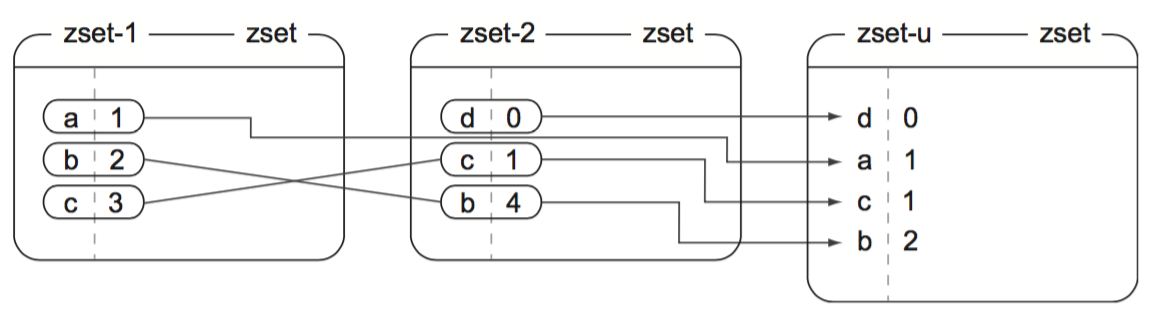 zset-1 zset zset-2 zset zset-u zset
a 1 d 0 d 0
b 2 c 1 a 1
c 3 b 4 c 1
b 2